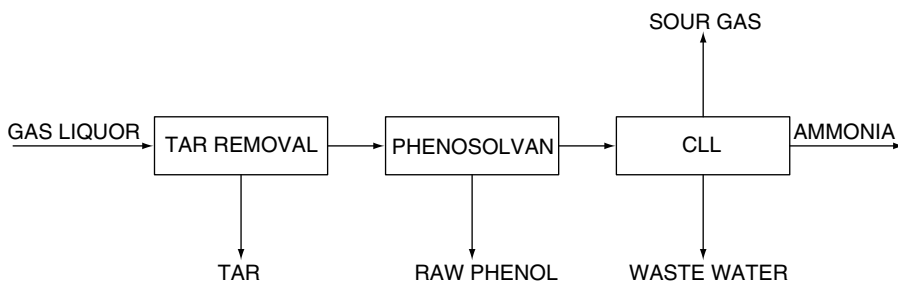 SOUR GAS
GAS LIQUOR
TAR REMOVAL
PHENOSOLVAN
CLL
AMMONIA
TAR
RAW PHENOL
WASTE WATER